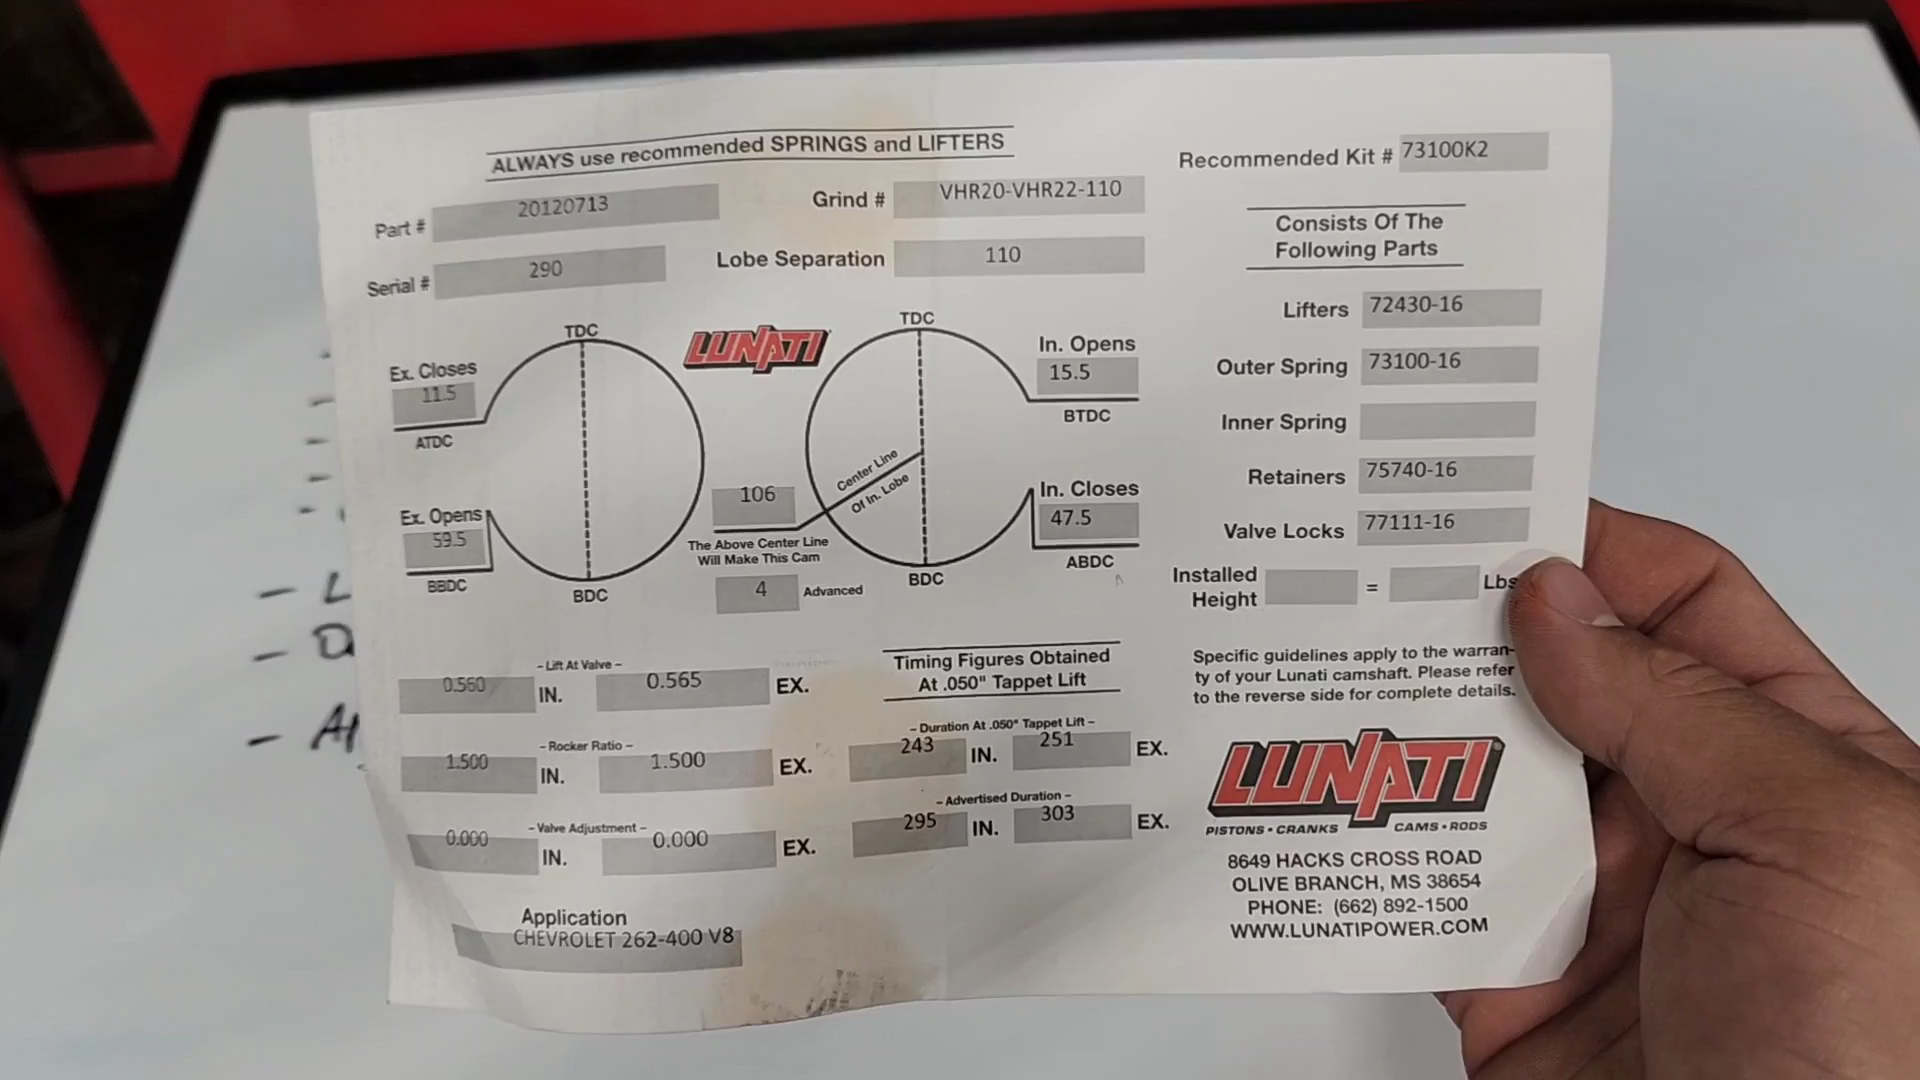 ALWAYS use recommended SPRINGS and LIFTERS
Part # 20120713
Grind # VHR20-VHR22-110
Serial # 290
Lobe Separation 110
Recommended Kit # 73100K2
Consists Of The
Following Parts
Lifters 72430-16
Outer Spring 73100-16
Inner Spring
Retainers 75740-16
Valve Locks 77111-16
Installed
Height = Lbs
TDC
Ex. Closes
11.5
ATDC
Ex. Opens
59.5
BBDC
BDC
LUNATI
TDC
In. Opens
15.5
BTDC
Center Line
Of In. Lobe
In. Closes
47.5
ABDC
BDC
106
The Above Center Line
Will Make This Cam
4 Advanced
- Lift At Valve -
0.560 IN. 0.565 EX.
- Rocker Ratio -
1.500 IN. 1.500 EX.
- Valve Adjustment -
0.000 IN. 0.000 EX.
Timing Figures Obtained
At .050" Tappet Lift
- Duration At .050" Tappet Lift -
243 IN. 251 EX.
- Advertised Duration -
295 IN. 303 EX.
Application
CHEVROLET 262-400 V8
Specific guidelines apply to the warran-
ty of your Lunati camshaft. Please refer
to the reverse side for complete details.
LUNATI
PISTONS • CRANKS CAMS • RODS
8649 HACKS CROSS ROAD
OLIVE BRANCH, MS 38654
PHONE: (662) 892-1500
WWW.LUNATIPOWER.COM